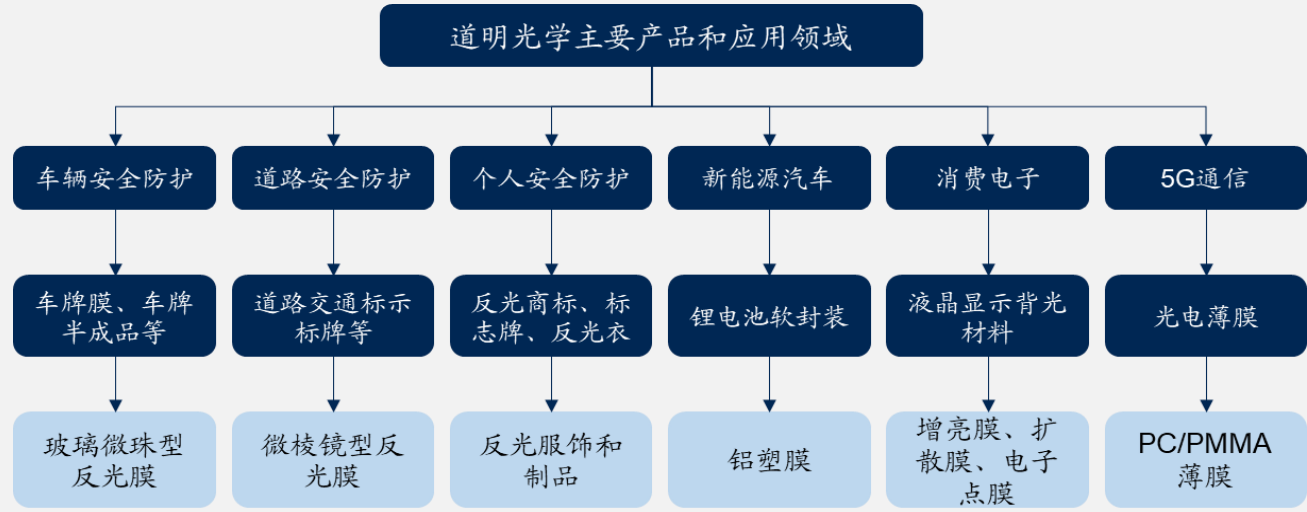 道明光学主要产品和应用领域
车辆安全防护
道路安全防护
个人安全防护
新能源汽车
消费电子
5G通信
车牌膜、车牌
半成品等
道路交通标示
标牌等
反光商标、标
志牌、反光衣
锂电池软封装
液晶显示背光
材料
光电薄膜
玻璃微珠型
反光膜
微棱镜型反
光膜
反光服饰和
制品
铝塑膜
增亮膜、扩
散膜、电子
点膜
PC/PMMA
薄膜